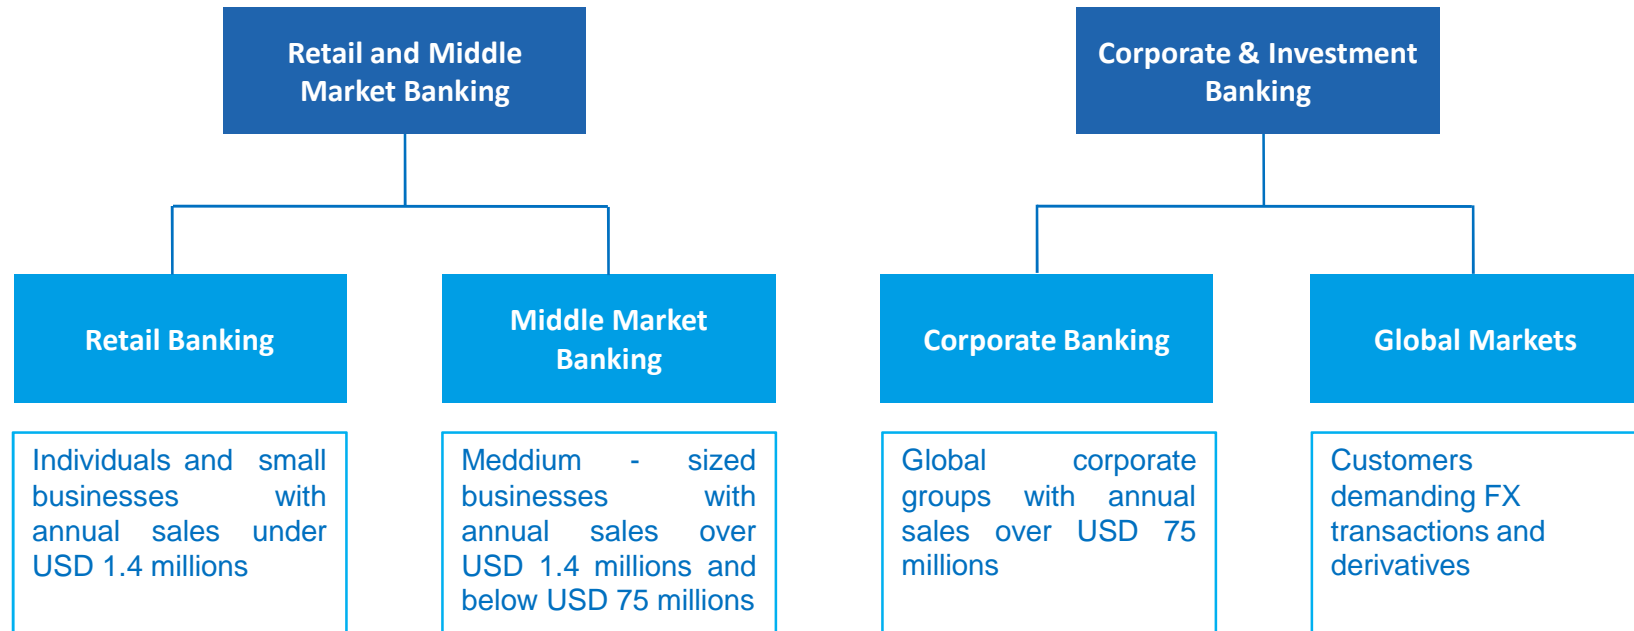 Retail and Middle
Market Banking
Corporate & Investment
Banking
Retail Banking
Middle Market
Banking
Corporate Banking
Global Markets
Individuals and small
businesses with
annual sales under
USD 1.4 millions
Meddium - sized
businesses with
annual sales over
USD 1.4 millions and
below USD 75 millions
Global corporate
groups with annual
sales over USD 75
millions
Customers
demanding FX
transactions and
derivatives